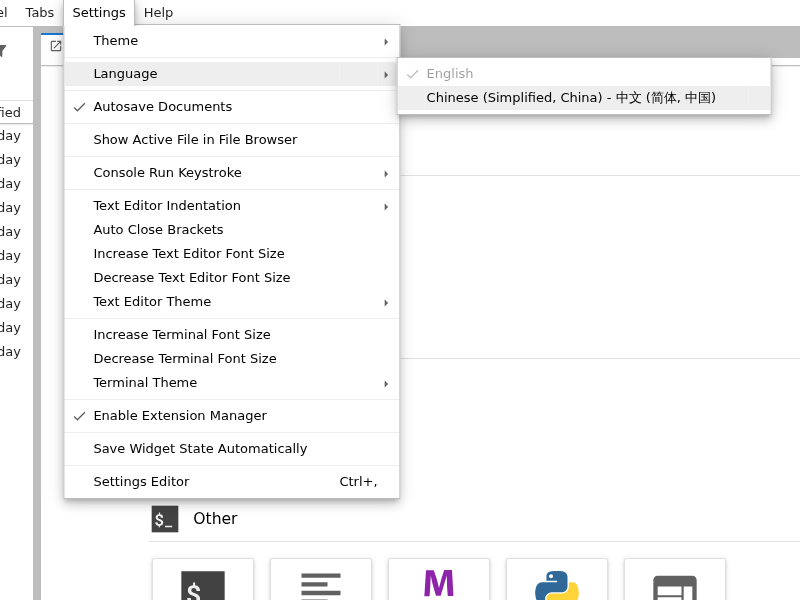 el Tabs Settings Help
Theme
Language
English
Chinese (Simplified, China) - 中文 (简体, 中国)
Autosave Documents
Show Active File in File Browser
Console Run Keystroke
Text Editor Indentation
Auto Close Brackets
Increase Text Editor Font Size
Decrease Text Editor Font Size
Text Editor Theme
Increase Terminal Font Size
Decrease Terminal Font Size
Terminal Theme
Enable Extension Manager
Save Widget State Automatically
Settings Editor Ctrl+,
fied
day
day
day
day
day
day
day
day
day
day
$_ Other
$_
M